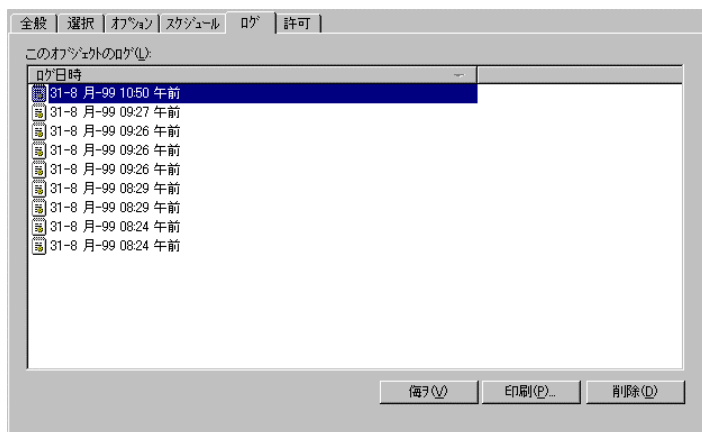 全般 選択 ｵﾌﾟｼｮﾝ ｽｹｼﾞｭｰﾙ ﾛｸﾞ 許可
このｵﾌﾞｼﾞｪｸﾄのﾛｸﾞ(L):
ﾛｸﾞ日時
31-8 月-99 10:50 午前
31-8 月-99 09:27 午前
31-8 月-99 09:26 午前
31-8 月-99 09:26 午前
31-8 月-99 09:26 午前
31-8 月-99 08:29 午前
31-8 月-99 08:29 午前
31-8 月-99 08:24 午前
31-8 月-99 08:24 午前
侮ｦ(V) 印刷(P)... 削除(D)